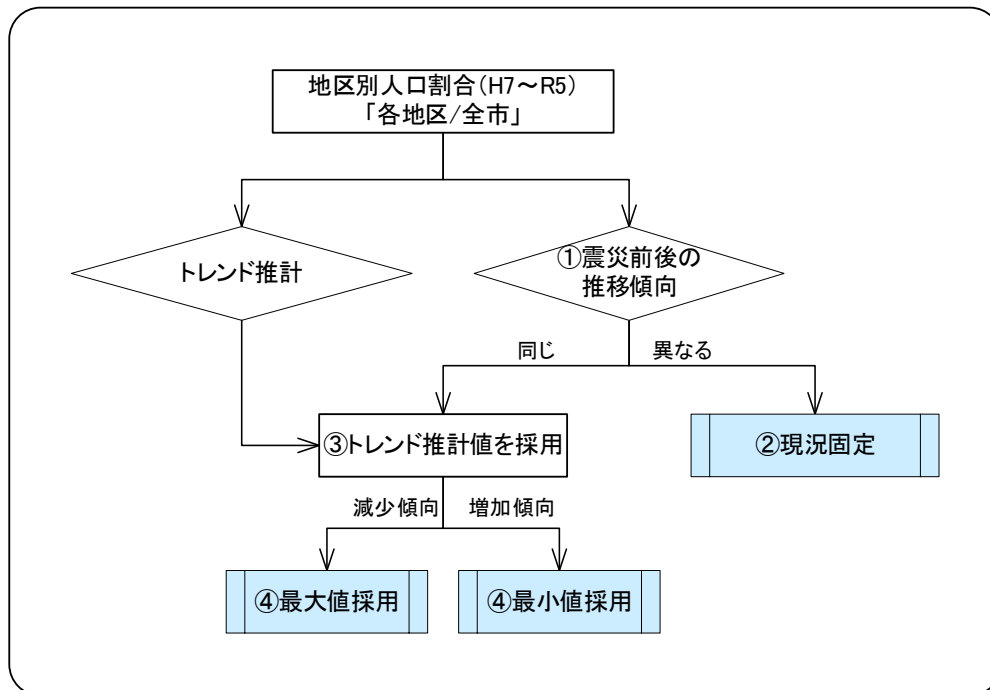 地区別人口割合(H7～R5)
「各地区/全市」
トレンド推計
①震災前後の
推移傾向
同じ
異なる
③トレンド推計値を採用
②現況固定
減少傾向
増加傾向
④最大値採用
④最小値採用